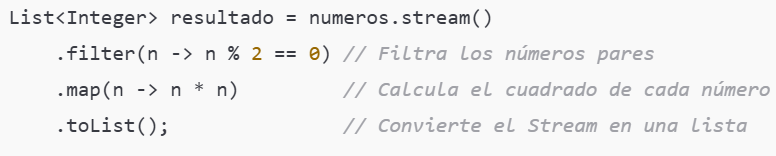 List<Integer> resultado = numeros.stream()
.filter(n -> n % 2 == 0) // Filtra los números pares
.map(n -> n * n) // Calcula el cuadrado de cada número
.toList(); // Convierte el Stream en una lista